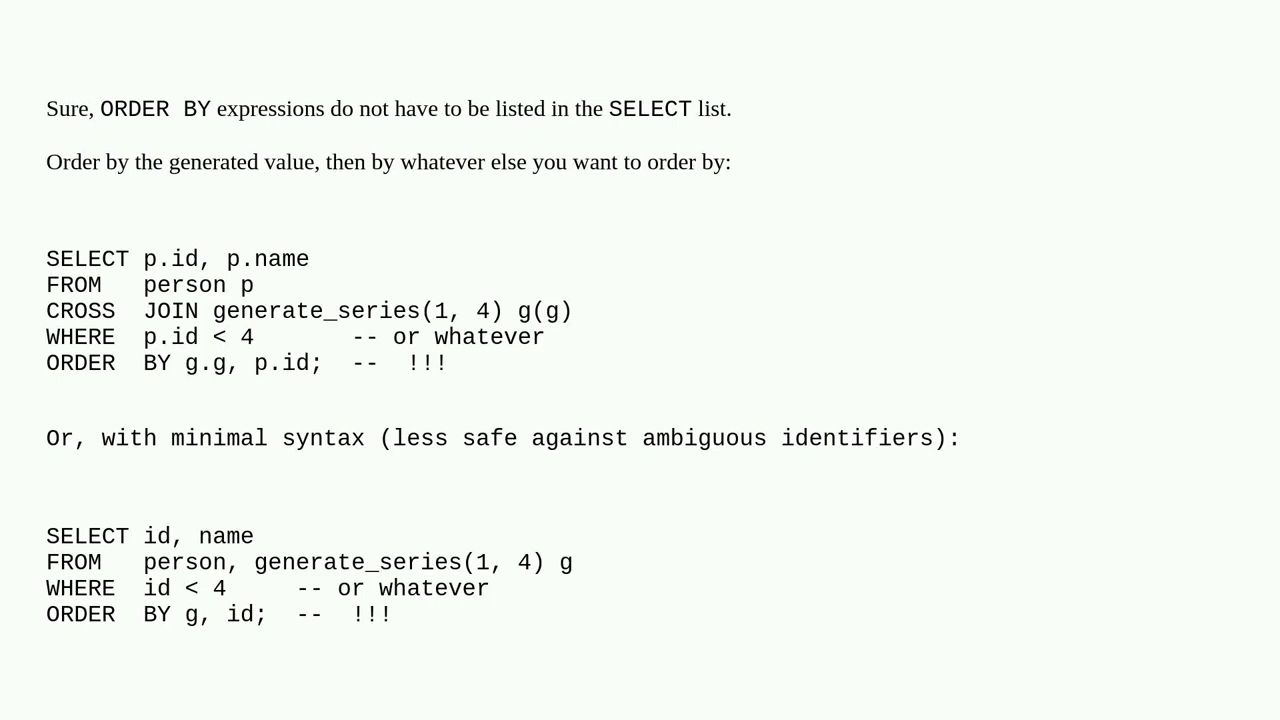 Sure, ORDER BY expressions do not have to be listed in the SELECT list.
Order by the generated value, then by whatever else you want to order by:
SELECT p.id, p.name
FROM   person p
CROSS  JOIN generate_series(1, 4) g(g)
WHERE  p.id < 4       -- or whatever
ORDER  BY g.g, p.id;  --  !!!
Or, with minimal syntax (less safe against ambiguous identifiers):
SELECT id, name
FROM   person, generate_series(1, 4) g
WHERE  id < 4     -- or whatever
ORDER  BY g, id;  --  !!!